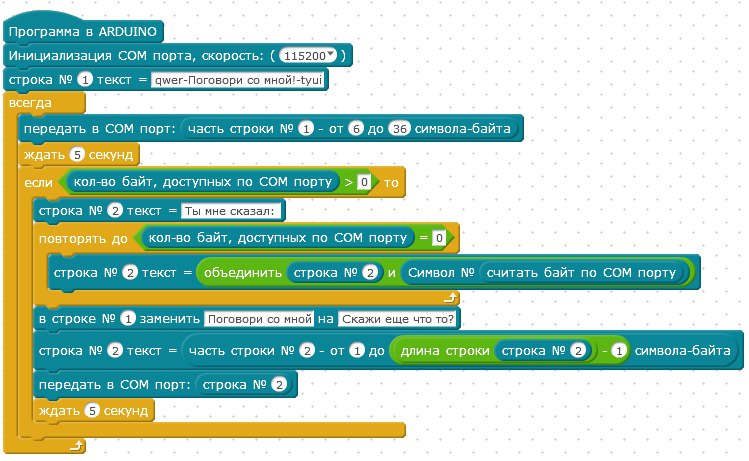 Программа в ARDUINO
Инициализация COM порта, скорость: ( 115200 )
строка № 1 текст = qwer-Поговори со мной!-tyui
всегда
передать в COM порт: часть строки № 1 - от 6 до 36 символа-байта
ждать 5 секунд
если кол-во байт, доступных по COM порту > 0 то
строка № 2 текст = Ты мне сказал:
повторять до кол-во байт, доступных по COM порту = 0
строка № 2 текст = объединить строка № 2 и Символ № считать байт по COM порту
в строке № 1 заменить Поговори со мной на Скажи еще что то?
строка № 2 текст = часть строки № 2 - от 1 до длина строки строка № 2 - 1 символа-байта
передать в COM порт: строка № 2
ждать 5 секунд